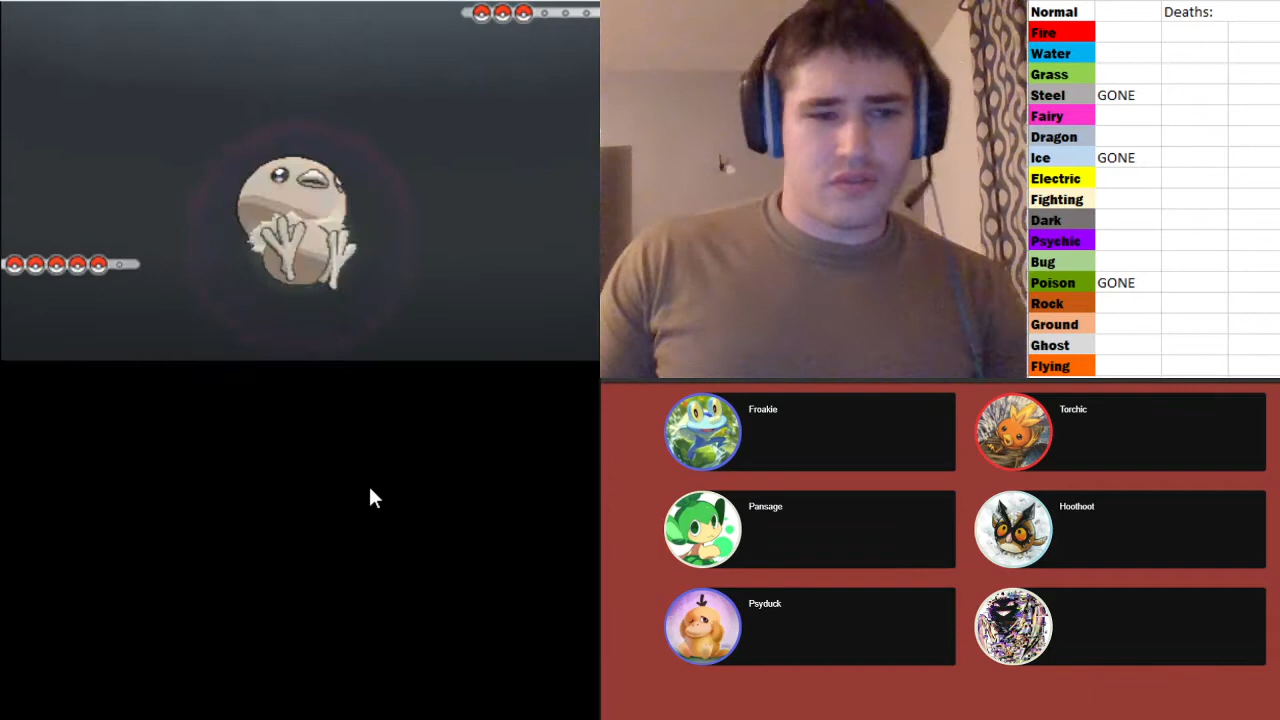 Normal Deaths:
Fire
Water
Grass
Steel GONE
Fairy
Dragon
Ice GONE
Electric
Fighting
Dark
Psychic
Bug
Poison GONE
Rock
Ground
Ghost
Flying
Froakie
Torchic
Pansage
Hoothoot
Psyduck